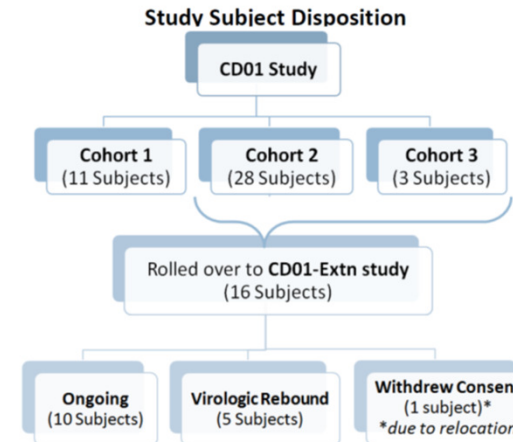 Study Subject Disposition
CD01 Study
Cohort 1
(11 Subjects)
Cohort 2
(28 Subjects)
Cohort 3
(3 Subjects)
Rolled over to CD01-Extn study
(16 Subjects)
Ongoing
(10 Subjects)
Virologic Rebound
(5 Subjects)
Withdrew Consen
(1 subject)*
*due to relocation